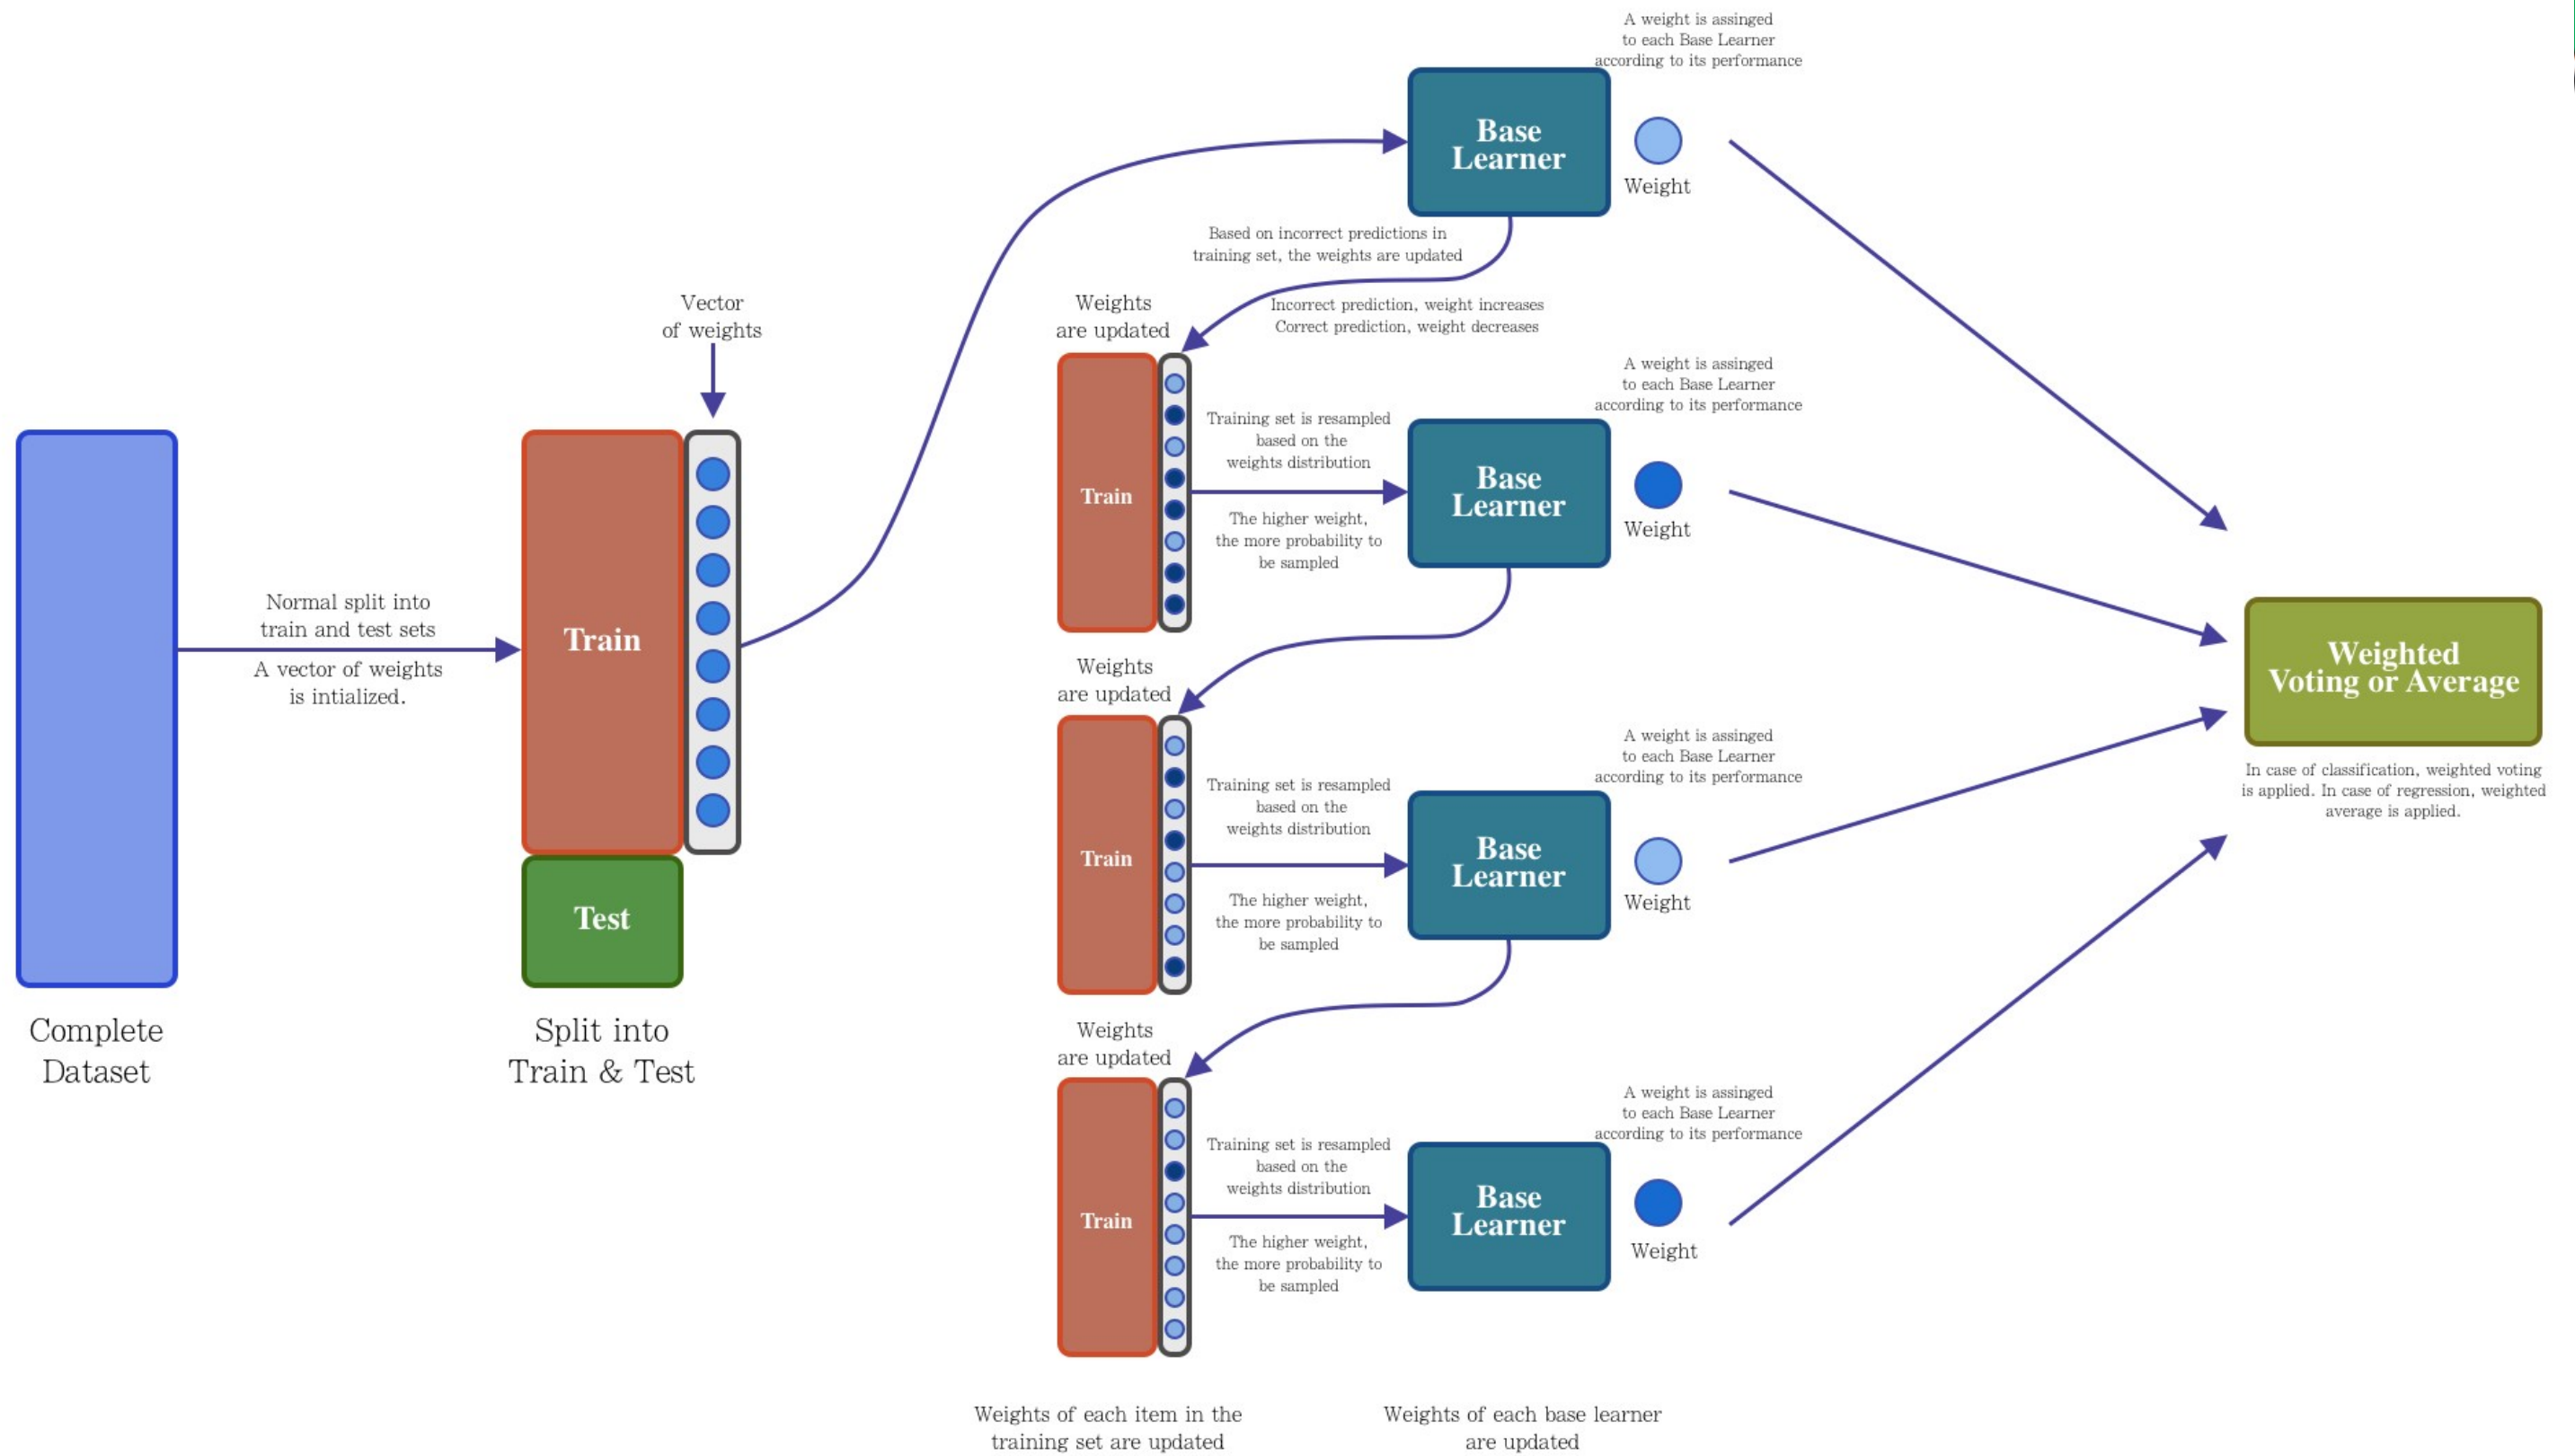 A weight is assinged
to each Base Learner
according to its performance
Base
Learner
Weight
Based on incorrect predictions in
training set, the weights are updated
Vector
of weights
Weights
are updated
Incorrect prediction, weight increases
Correct prediction, weight decreases
A weight is assinged
to each Base Learner
according to its performance
Train
Training set is resampled
based on the
weights distribution
The higher weight,
the more probability to
be sampled
Base
Learner
Weight
Normal split into
train and test sets
A vector of weights
is intialized.
Train
Test
Complete
Dataset
Split into
Train & Test
Weights
are updated
Train
Training set is resampled
based on the
weights distribution
The higher weight,
the more probability to
be sampled
A weight is assinged
to each Base Learner
according to its performance
Base
Learner
Weight
Weighted
Voting or Average
In case of classification, weighted voting
is applied. In case of regression, weighted
average is applied.
Weights
are updated
Train
Training set is resampled
based on the
weights distribution
The higher weight,
the more probability to
be sampled
A weight is assinged
to each Base Learner
according to its performance
Base
Learner
Weight
Weights of each item in the
training set are updated
Weights of each base learner
are updated